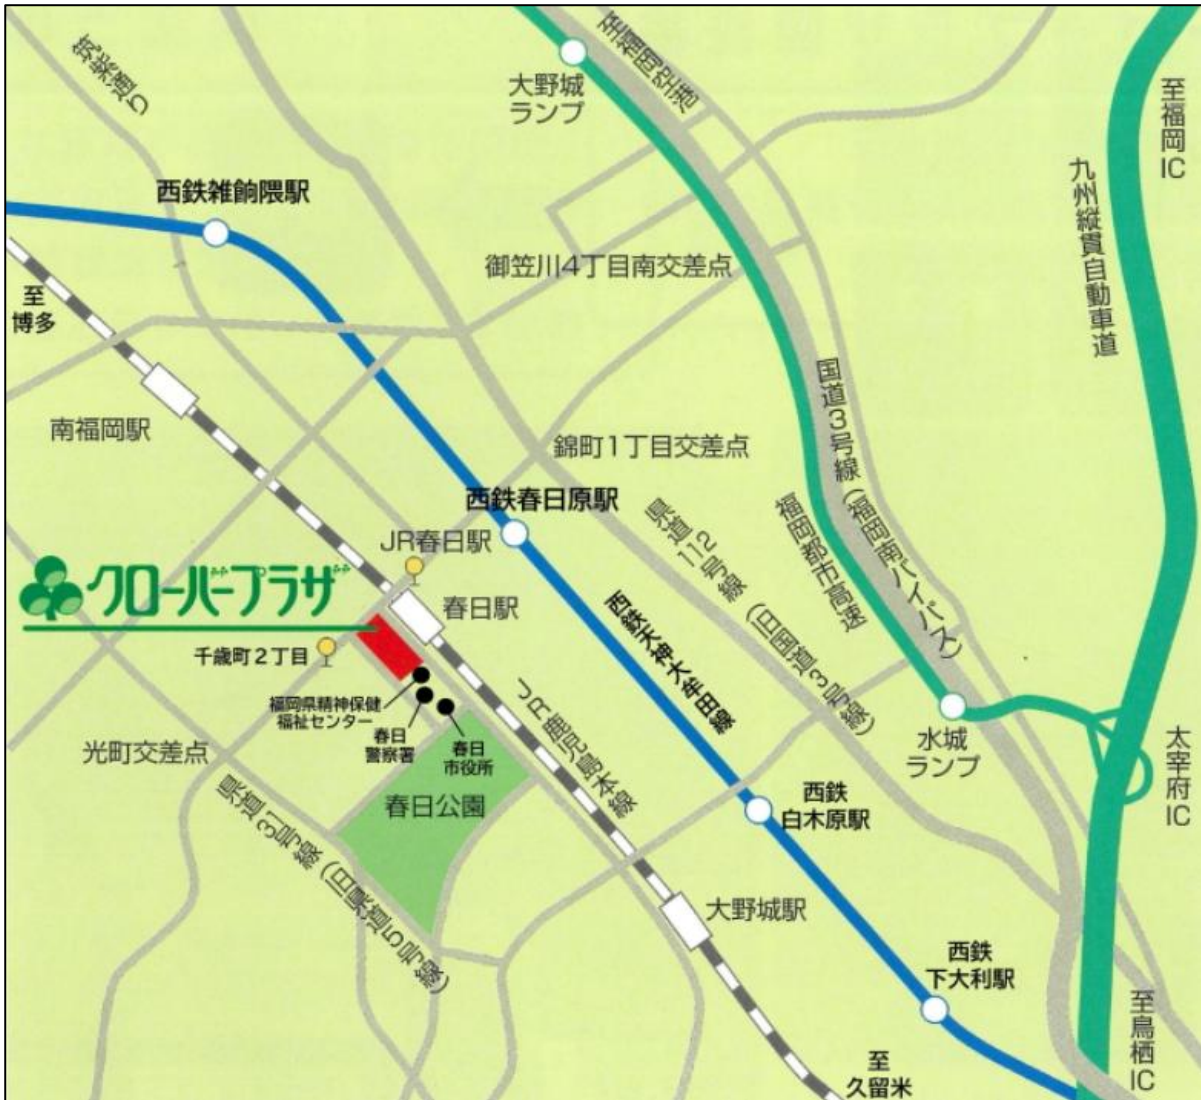 筑紫通り
大野城
ランプ
至福岡空港
至福岡IC
九州縦貫自動車道
西鉄雑餉隈駅
御笠川4丁目南交差点
至
博多
国道3号線(福岡南バイパス)
南福岡駅
錦町1丁目交差点
西鉄春日原駅
県道112号線(旧国道3号線)
福岡都市高速
JR春日駅
クローバープラザ
春日駅
西鉄天神大牟田線
千歳町2丁目
福岡県精神保健
福祉センター
春日
警察署
春日
市役所
JR鹿児島本線
光町交差点
水城
ランプ
太宰府IC
春日公園
西鉄
白木原駅
県道31号線(旧県道5号線)
大野城駅
西鉄
下大利駅
至鳥栖IC
至
久留米